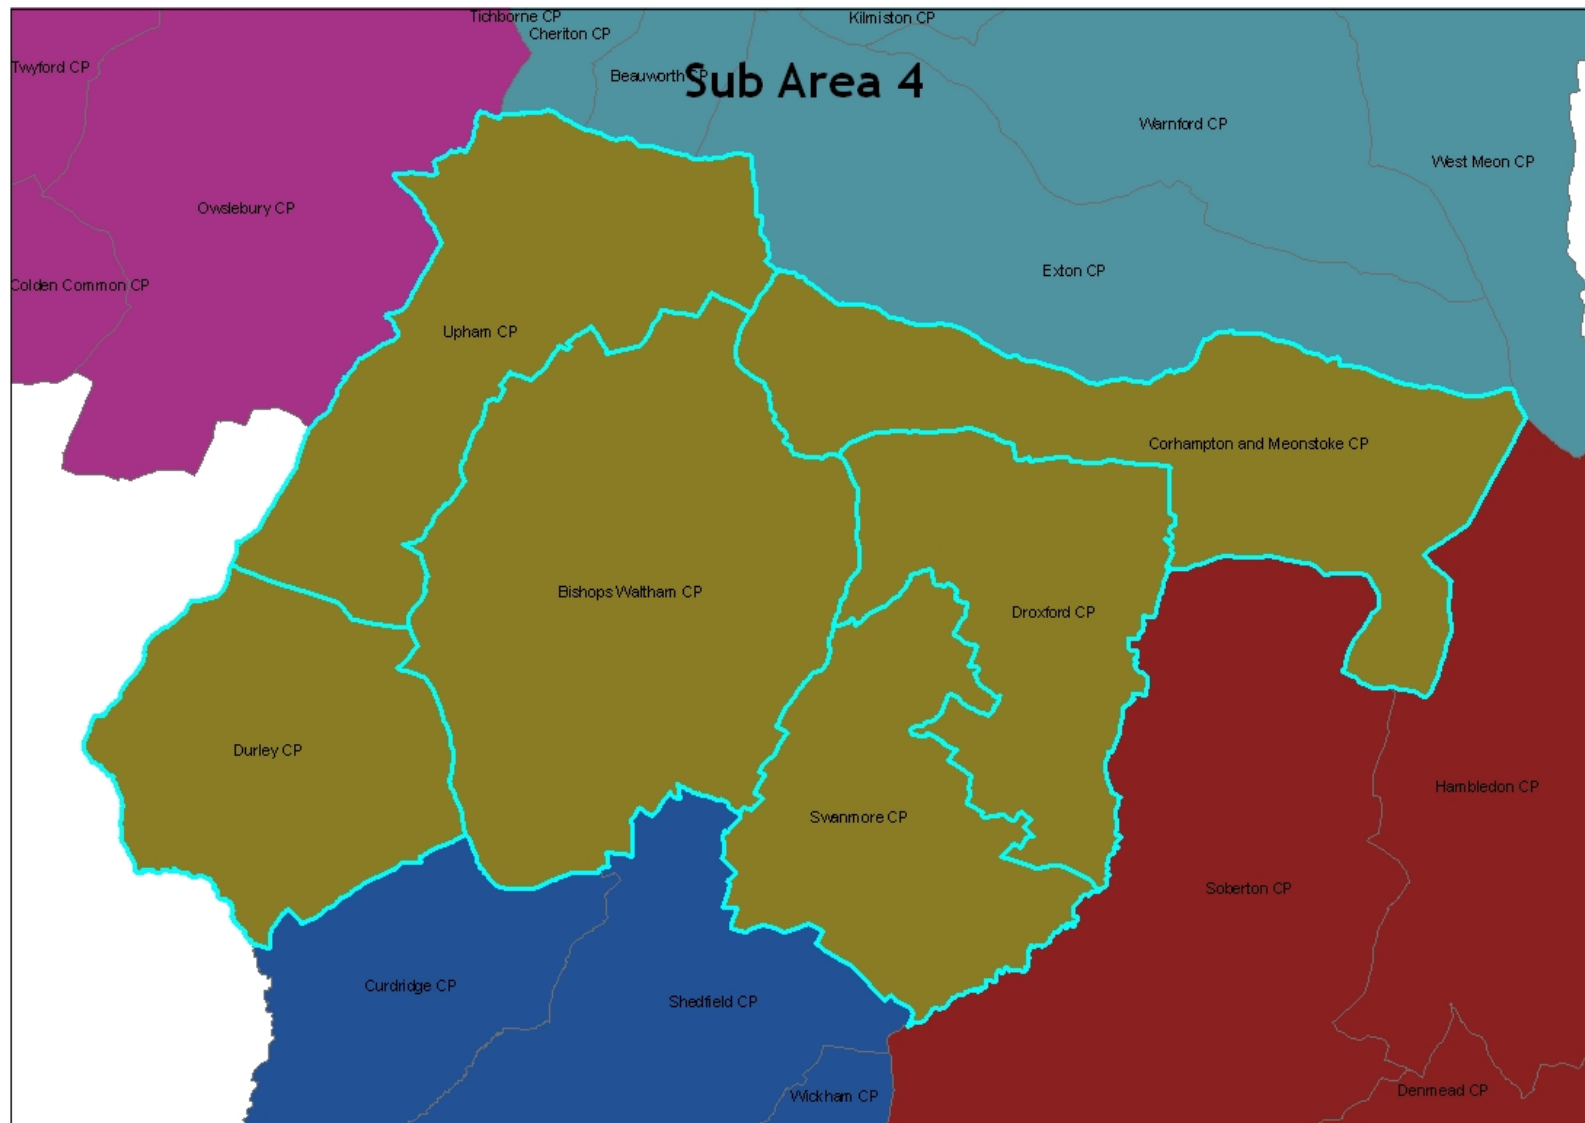 Tichborne CP
Kilmiston CP
Cheriton CP
Twyford CP
Beauworth CP
Sub Area 4
Warnford CP
West Meon CP
Owslebury CP
Exton CP
Colden Common CP
Upham CP
Corhampton and Meonstoke CP
Bishops Waltham CP
Droxford CP
Durley CP
Hambledon CP
Swanmore CP
Soberton CP
Curdridge CP
Shedfield CP
Denmead CP
Wickham CP